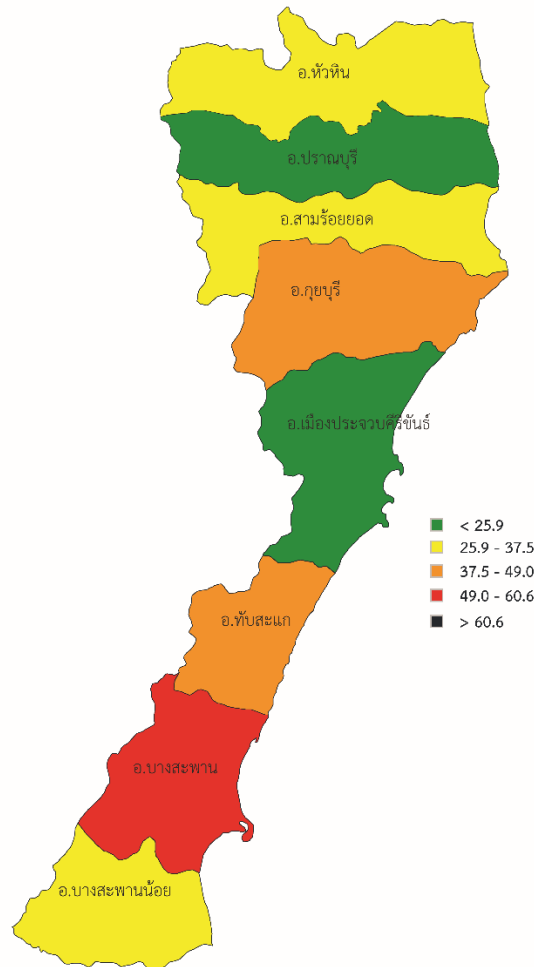 อ.หัวหิน
อ.ปราณบุรี
อ.สามร้อยยอด
อ.กุยบุรี
อ.เมืองประจวบคีรีขันธ์
< 25.9
25.9 - 37.5
37.5 - 49.0
49.0 - 60.6
> 60.6
อ.ทับสะแก
อ.บางสะพาน
อ.บางสะพานน้อย